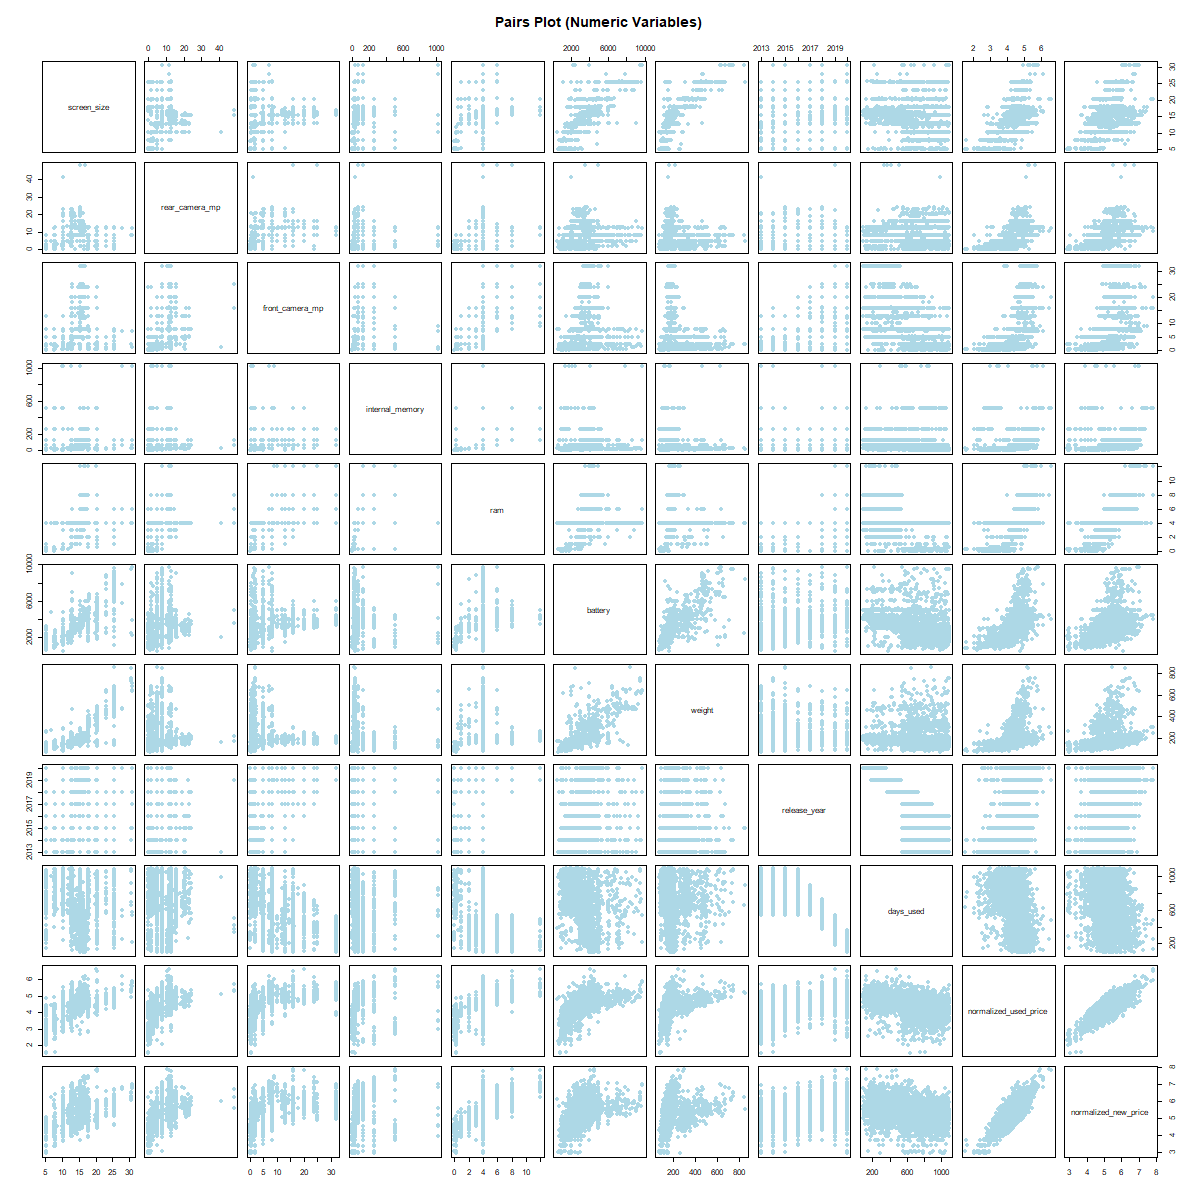 Pairs Plot (Numeric Variables)
0 10 20 30 40 0 200 600 1000 2000 6000 10000 2013 2015 2017 2019 2 3 4 5 6
screen_size 5 10 15 20 25 30
0 10 20 30 40 rear_camera_mp
front_camera_mp 0 5 10 20 30
0 200 600 1000 internal_memory
ram 0 2 4 6 8 10
2000 6000 10000 battery
weight 200 400 600 800
2013 2015 2017 2019 release_year
days_used 200 600 1000
2 3 4 5 6 normalized_used_price
normalized_new_price 3 4 5 6 7 8
5 10 15 20 25 30 0 5 10 20 30 0 2 4 6 8 10 200 400 600 800 200 600 1000 3 4 5 6 7 8